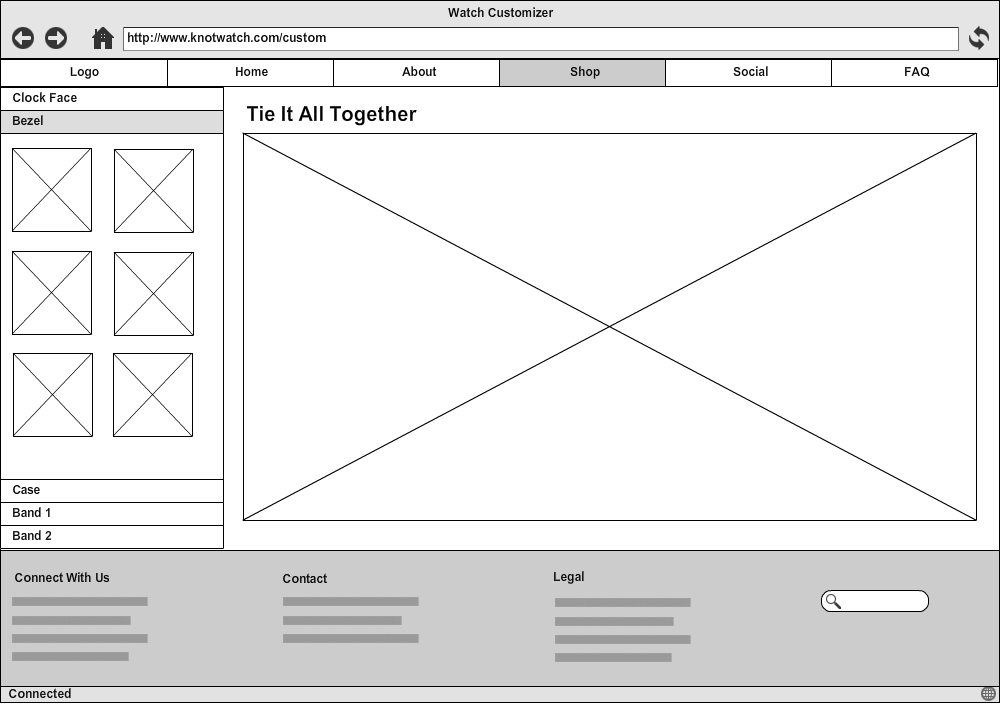 Watch Customizer
http://www.knotwatch.com/custom
Logo Home About Shop Social FAQ
Clock Face
Bezel
Tie It All Together
Case
Band 1
Band 2
Connect With Us
Contact
Legal
Connected